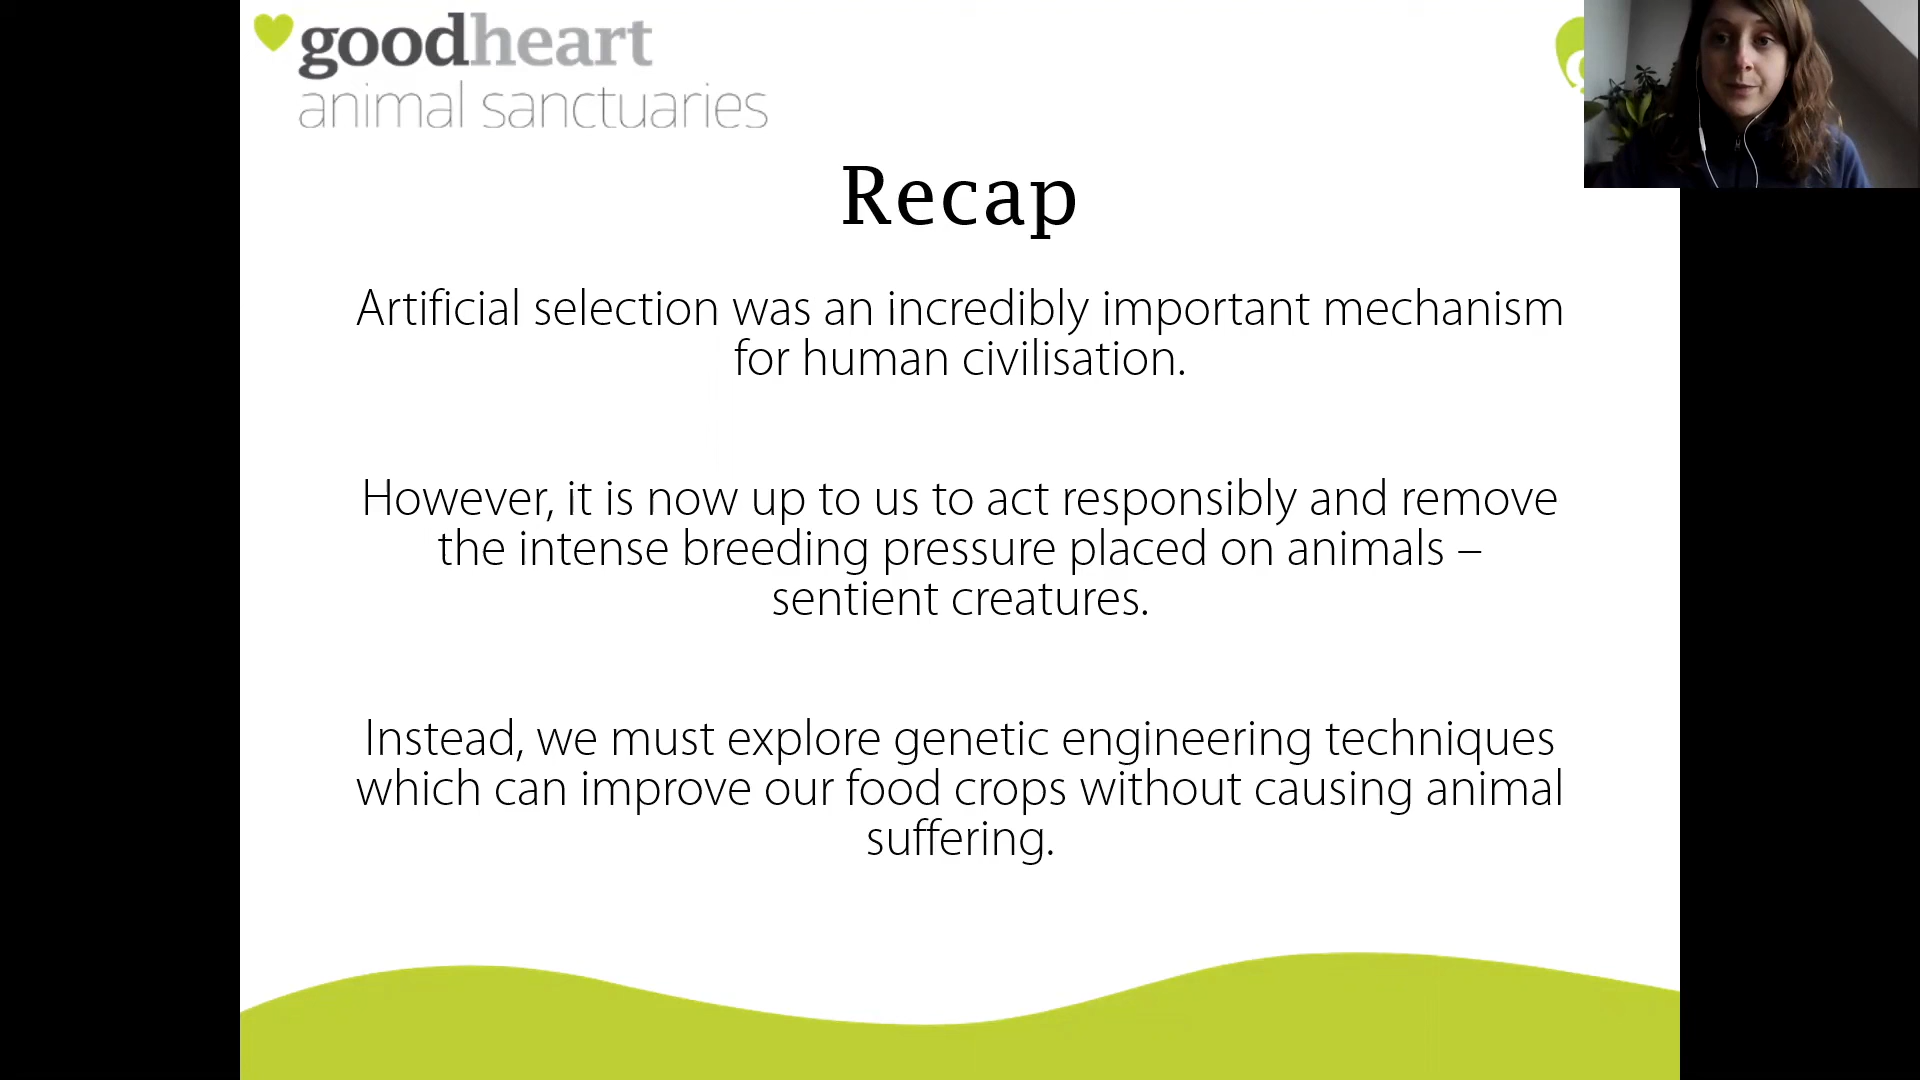 goodheart
animal sanctuaries
Recap
Artificial selection was an incredibly important mechanism
for human civilisation.
However, it is now up to us to act responsibly and remove
the intense breeding pressure placed on animals –
sentient creatures.
Instead, we must explore genetic engineering techniques
which can improve our food crops without causing animal
suffering.